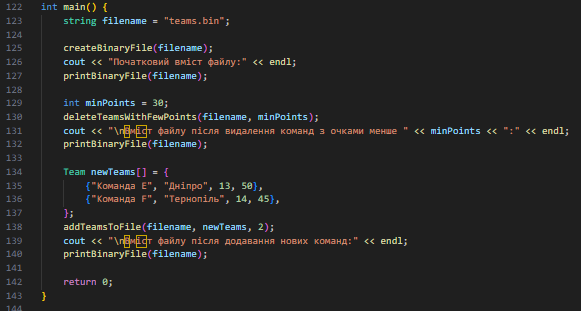 122 int main() {
123 string filename = "teams.bin";
124
125 createBinaryFile(filename);
126 cout << "Початковий вміст файлу:" << endl;
127 printBinaryFile(filename);
128
129 int minPoints = 30;
130 deleteTeamsWithFewPoints(filename, minPoints);
131 cout << "\nВміст файлу після видалення команд з очками менше " << minPoints << ":" << endl;
132 printBinaryFile(filename);
133
134 Team newTeams[] = {
135 {"Команда E", "Дніпро", 13, 50},
136 {"Команда F", "Тернопіль", 14, 45},
137 };
138 addTeamsToFile(filename, newTeams, 2);
139 cout << "\nВміст файлу після додавання нових команд:" << endl;
140 printBinaryFile(filename);
141
142 return 0;
143 }
144